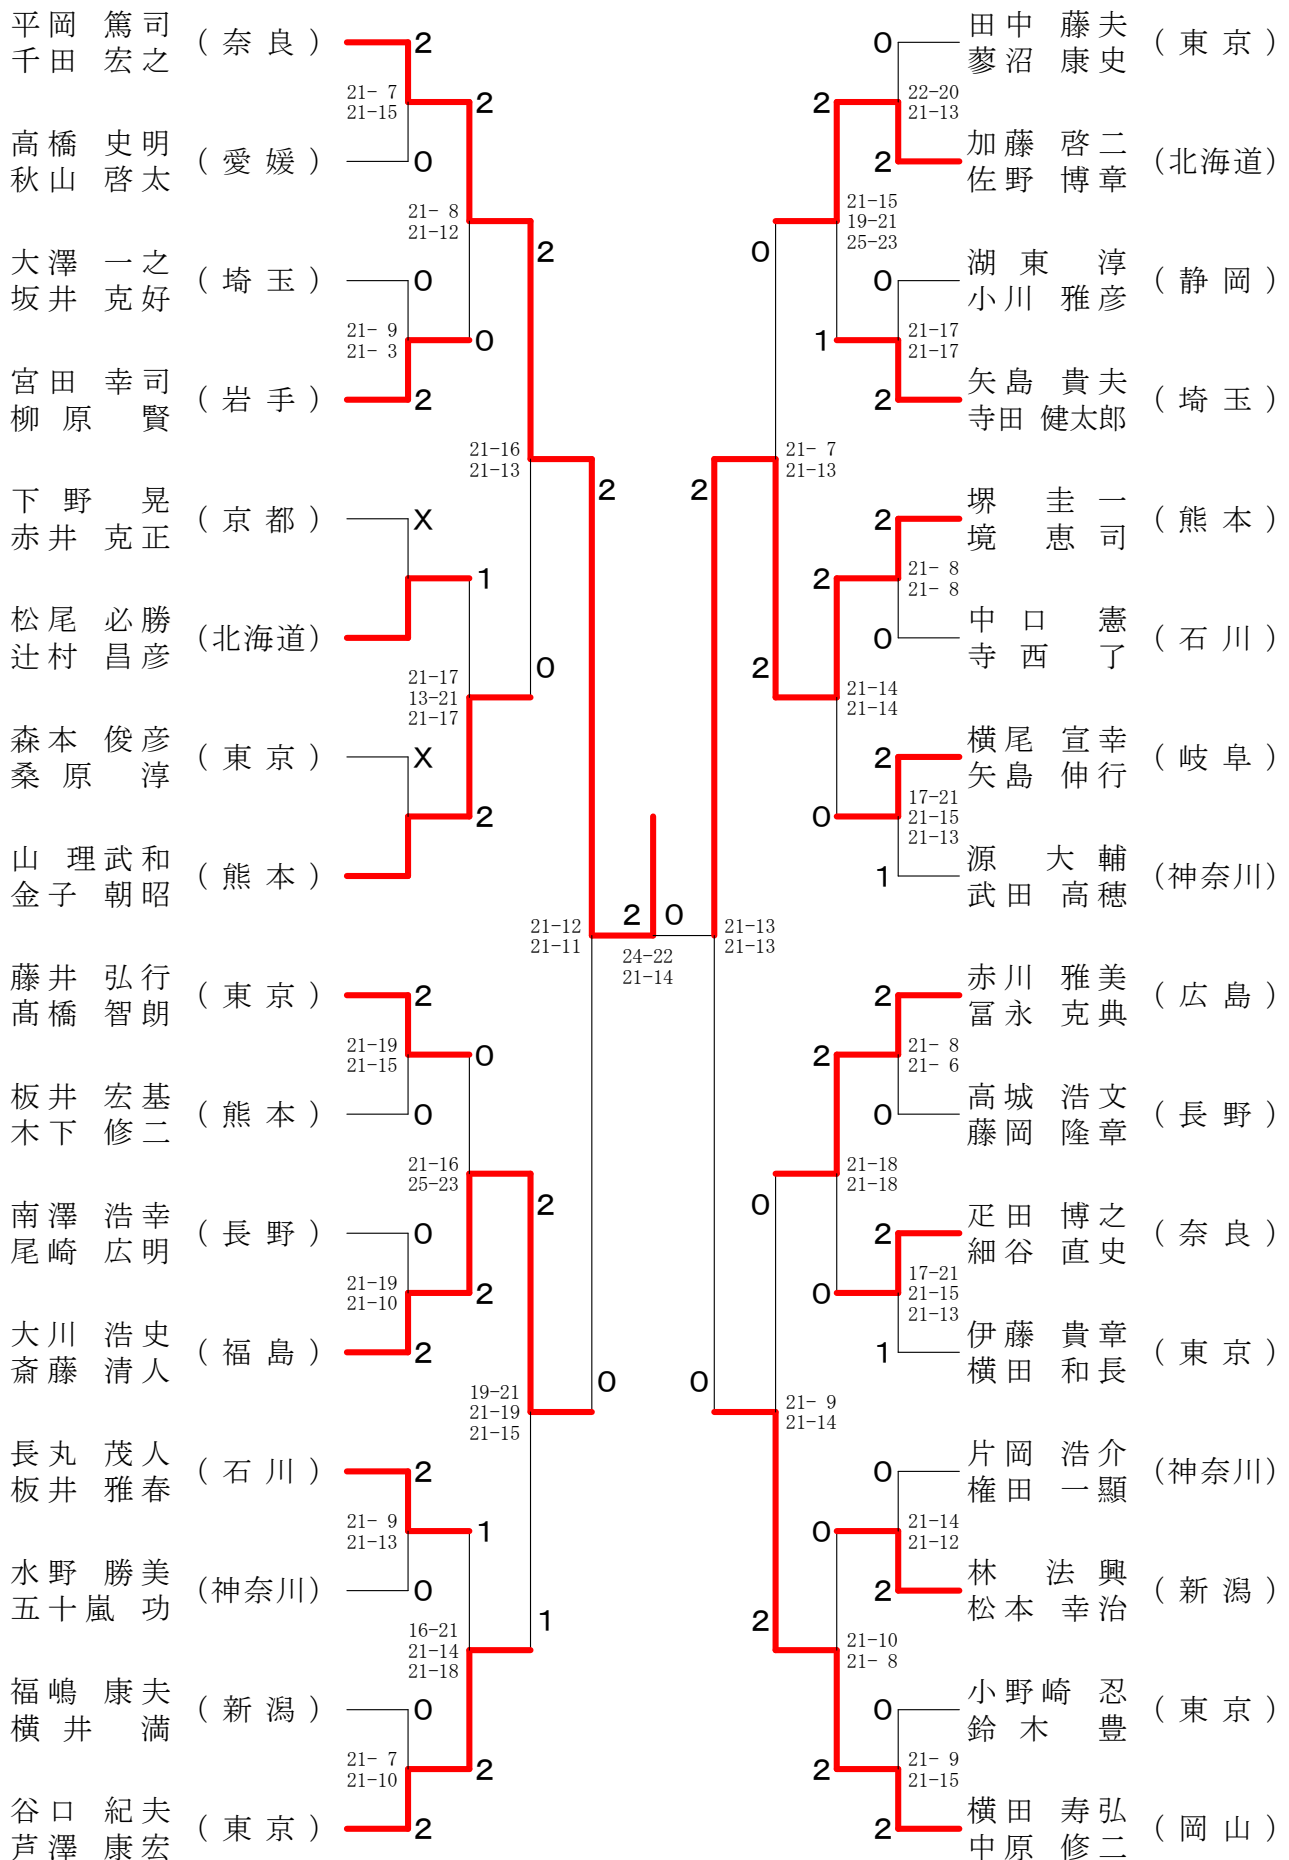 平岡 篤司
千田 宏之
(奈良)
2
21- 7
21-15
2
高橋 史明
秋山 啓太
(愛媛)
0
21- 8
21-12
2
大澤 一之
坂井 克好
(埼玉)
0
21- 9
21- 3
0
宮田 幸司
柳原 賢
(岩手)
2
21-16
21-13
2
下野 晃
赤井 克正
(京都)
X
1
松尾 必勝
辻村 昌彦
(北海道)
21-17
13-21
21-17
0
森本 俊彦
桑原 淳
(東京)
X
2
山 理武和
金子 朝昭
(熊本)
21-12
21-11
藤井 弘行
髙橋 智朗
(東京)
2
21-19
21-15
0
板井 宏基
木下 修二
(熊本)
0
21-16
25-23
2
南澤 浩幸
尾崎 広明
(長野)
0
21-19
21-10
2
大川 浩史
斎藤 清人
(福島)
2
19-21
21-19
21-15
0
長丸 茂人
板井 雅春
(石川)
2
21- 9
21-13
1
水野 勝美
五十嵐 功
(神奈川)
0
16-21
21-14
21-18
1
福嶋 康夫
横井 満
(新潟)
0
21- 7
21-10
2
谷口 紀夫
芦澤 康宏
(東京)
2
2 0
24-22
21-14
田中 藤夫
蓼沼 康史
(東京)
0
22-20
21-13
2
加藤 啓二
佐野 博章
(北海道)
2
21-15
19-21
25-23
0
湖東 淳
小川 雅彦
(静岡)
0
21-17
21-17
1
矢島 貴夫
寺田 健太郎
(埼玉)
2
21- 7
21-13
2
堺 圭一
境 恵司
(熊本)
2
21- 8
21- 8
2
中口 憲
寺西 了
(石川)
0
21-14
21-14
2
横尾 宣幸
矢島 伸行
(岐阜)
2
17-21
21-15
21-13
0
源 大輔
武田 高穂
(神奈川)
1
21-13
21-13
赤川 雅美
冨永 克典
(広島)
2
21- 8
21- 6
2
高城 浩文
藤岡 隆章
(長野)
0
21-18
21-18
0
疋田 博之
細谷 直史
(奈良)
2
17-21
21-15
21-13
0
伊藤 貴章
横田 和長
(東京)
1
21- 9
21-14
0
片岡 浩介
権田 一顯
(神奈川)
0
21-14
21-12
0
林 法興
松本 幸治
(新潟)
2
21-10
21- 8
2
小野崎 忍
鈴木 豊
(東京)
0
21- 9
21-15
2
横田 寿弘
中原 修二
(岡山)
2